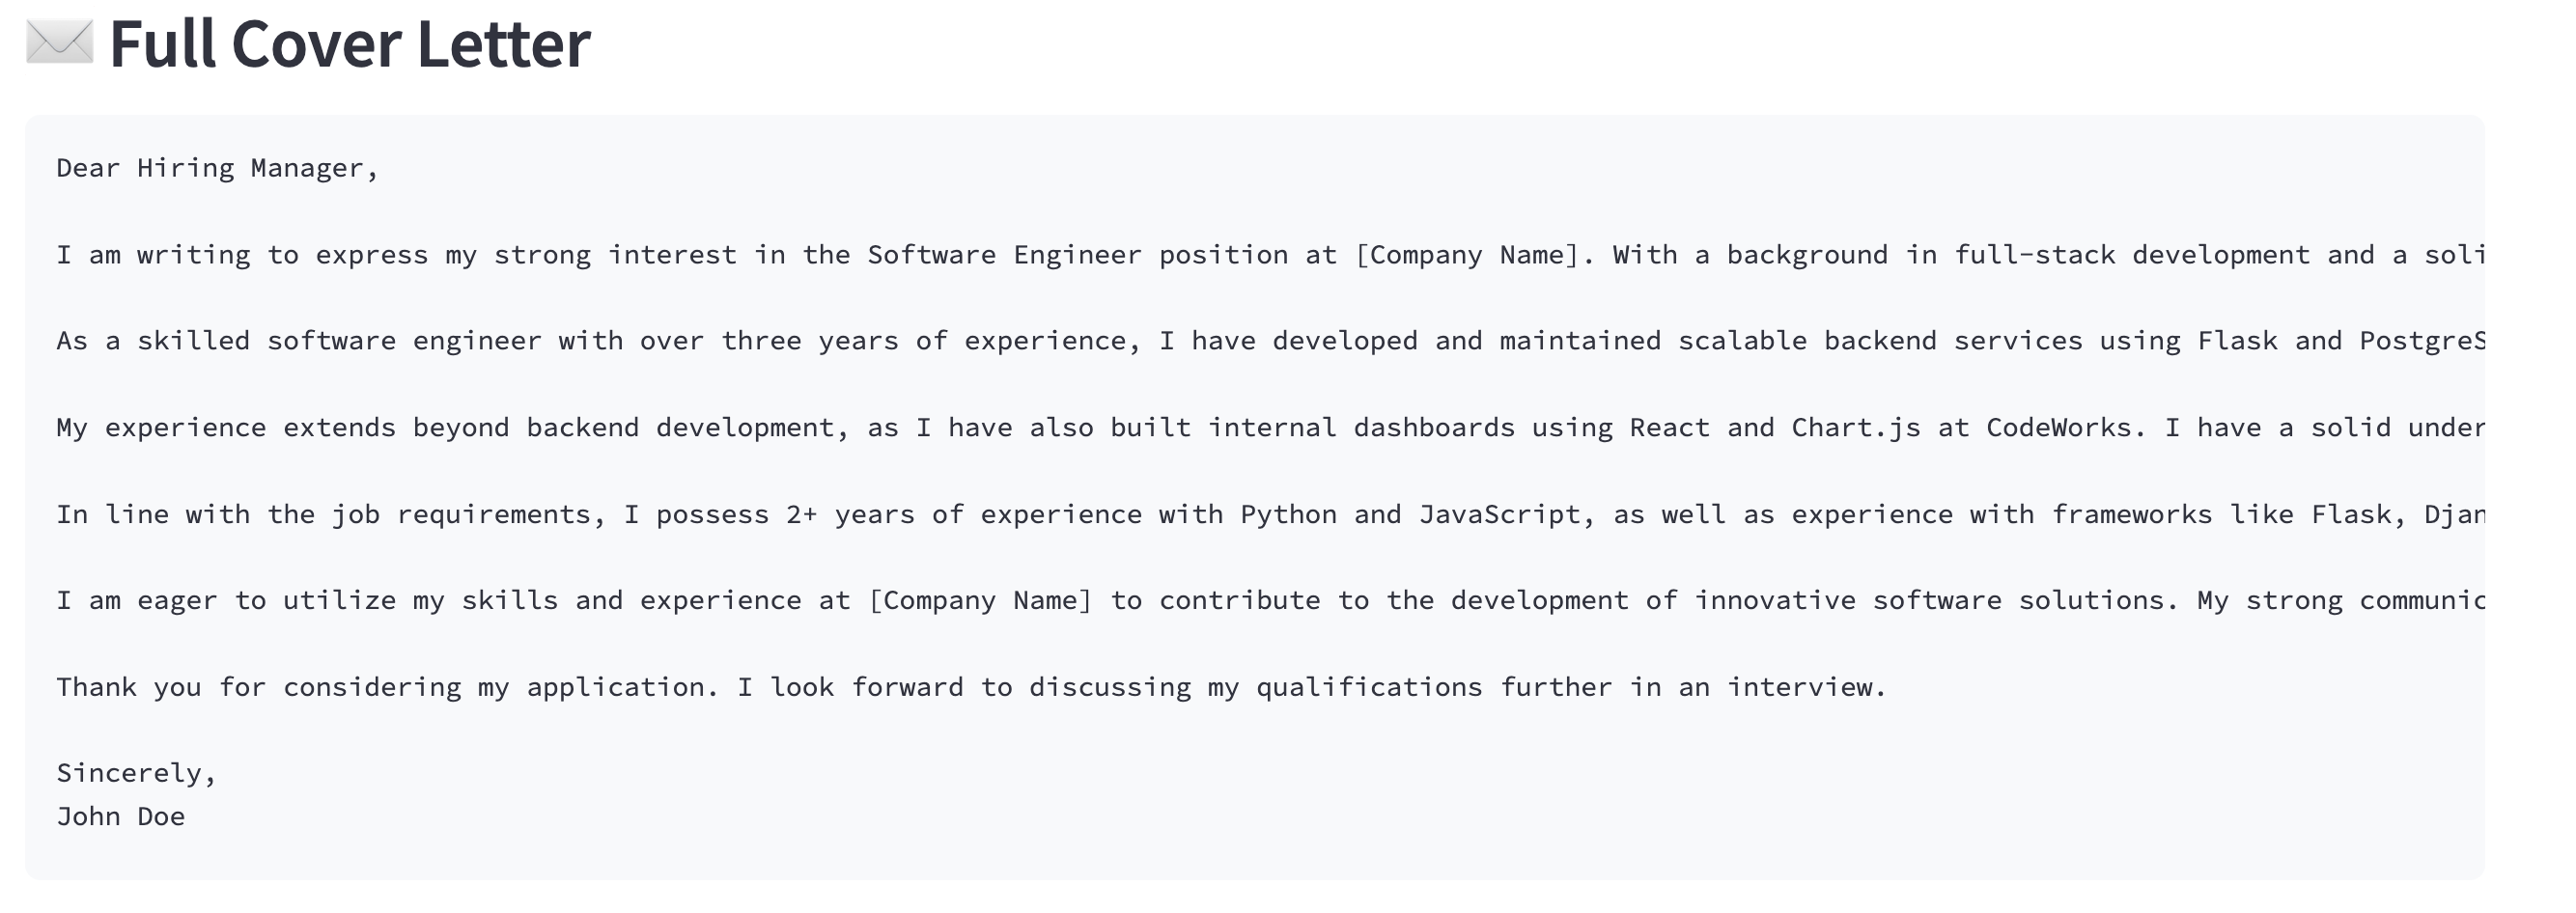 Full Cover Letter
Dear Hiring Manager,
I am writing to express my strong interest in the Software Engineer position at [Company Name]. With a background in full-stack development and a soli
As a skilled software engineer with over three years of experience, I have developed and maintained scalable backend services using Flask and PostgreS
My experience extends beyond backend development, as I have also built internal dashboards using React and Chart.js at CodeWorks. I have a solid under
In line with the job requirements, I possess 2+ years of experience with Python and JavaScript, as well as experience with frameworks like Flask, Djan
I am eager to utilize my skills and experience at [Company Name] to contribute to the development of innovative software solutions. My strong communic
Thank you for considering my application. I look forward to discussing my qualifications further in an interview.
Sincerely,
John Doe